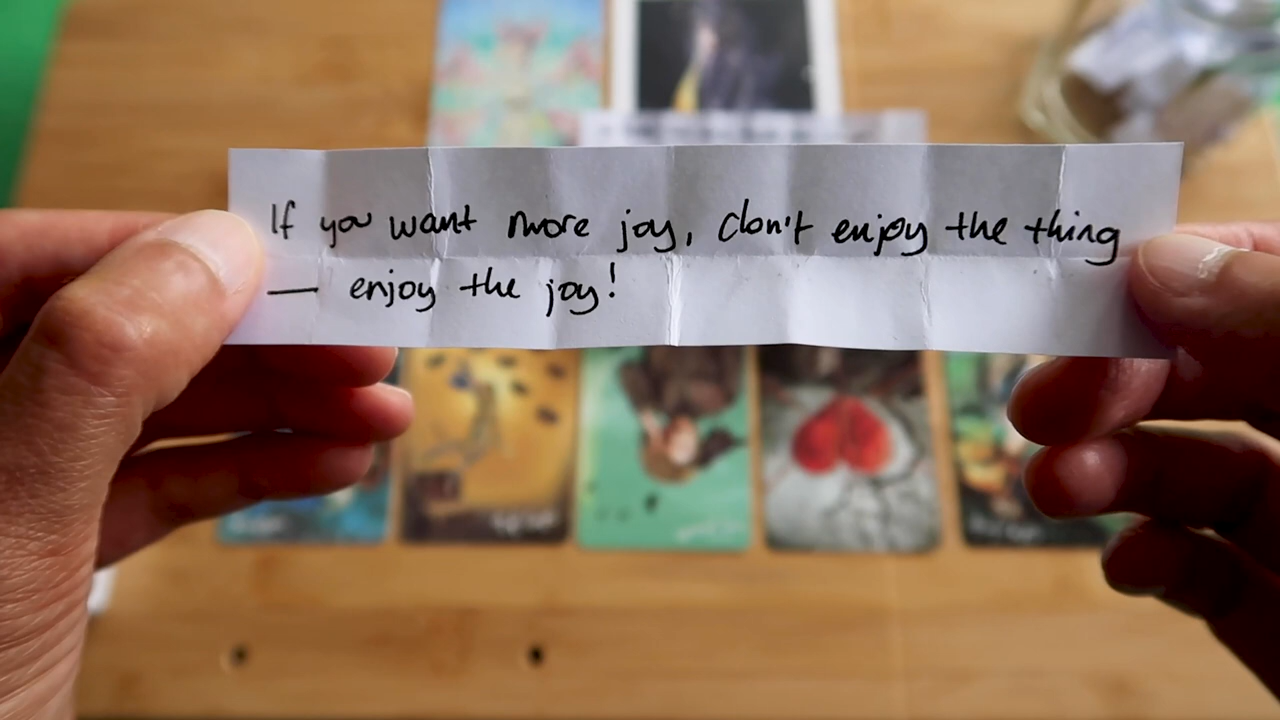 If you want more joy, don't enjoy the thing
— enjoy the joy!